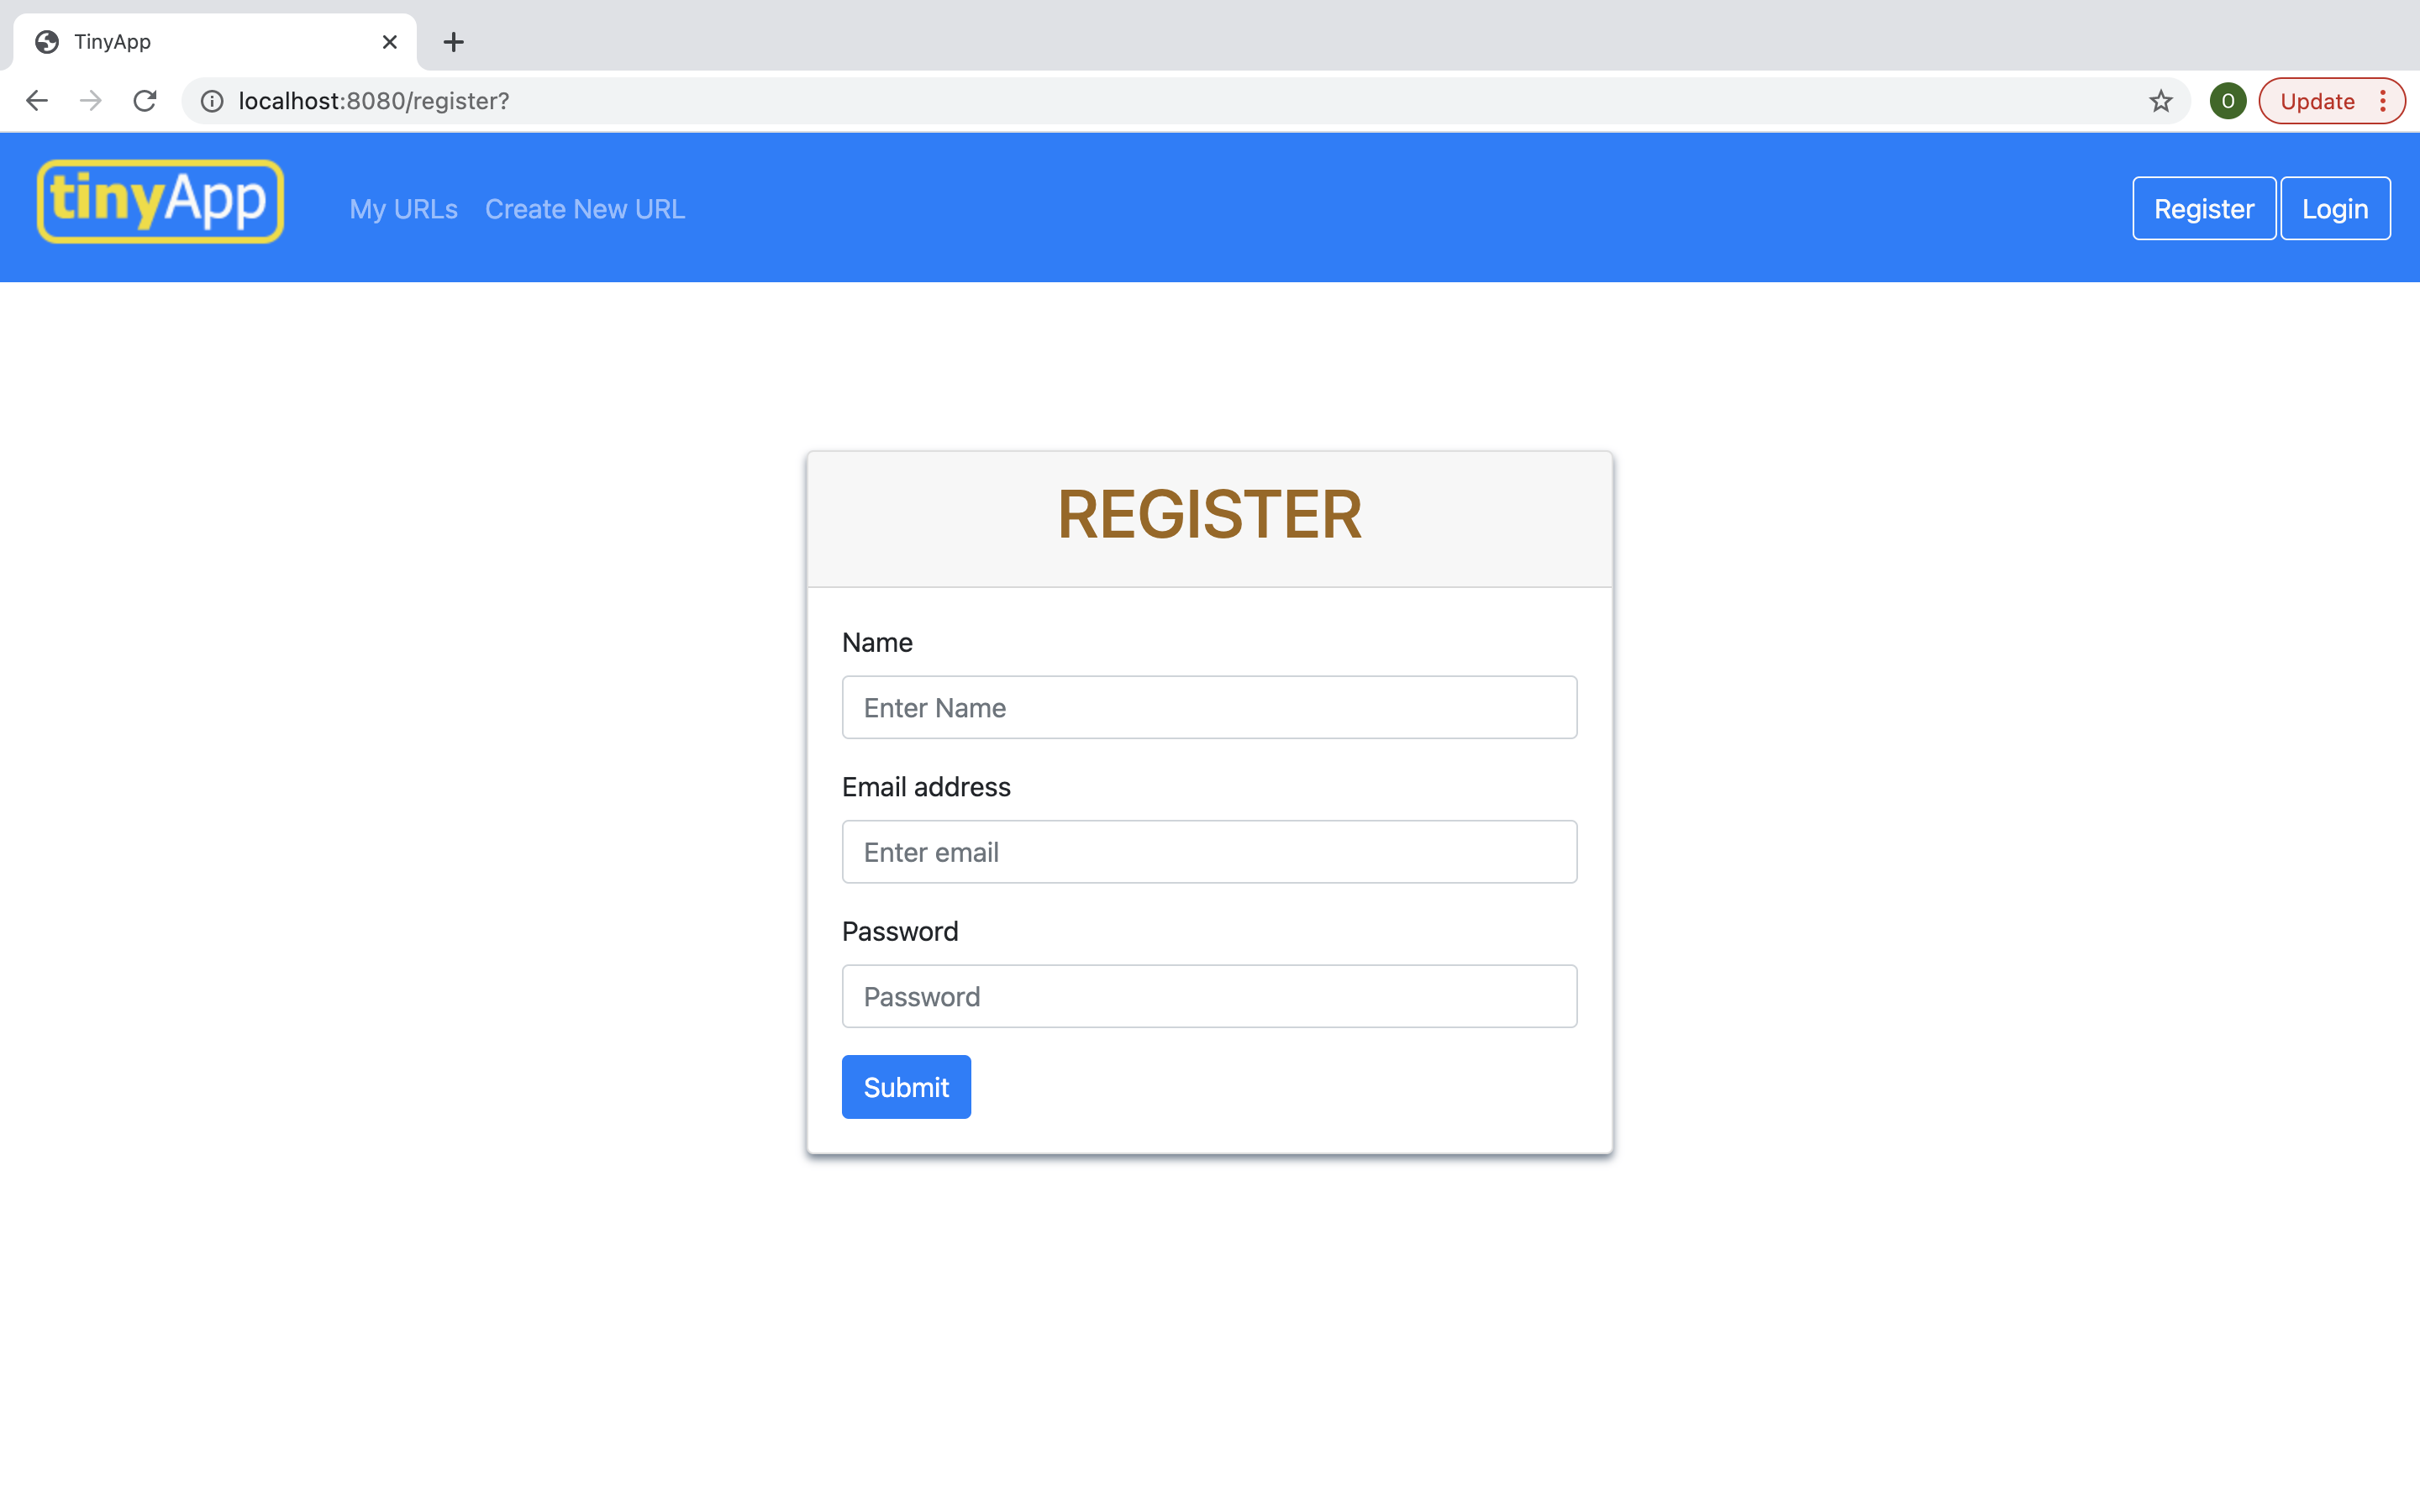 TinyApp
localhost:8080/register?
O
Update
tinyApp
My URLs
Create New URL
Register
Login
REGISTER
Name
Enter Name
Email address
Enter email
Password
Password
Submit